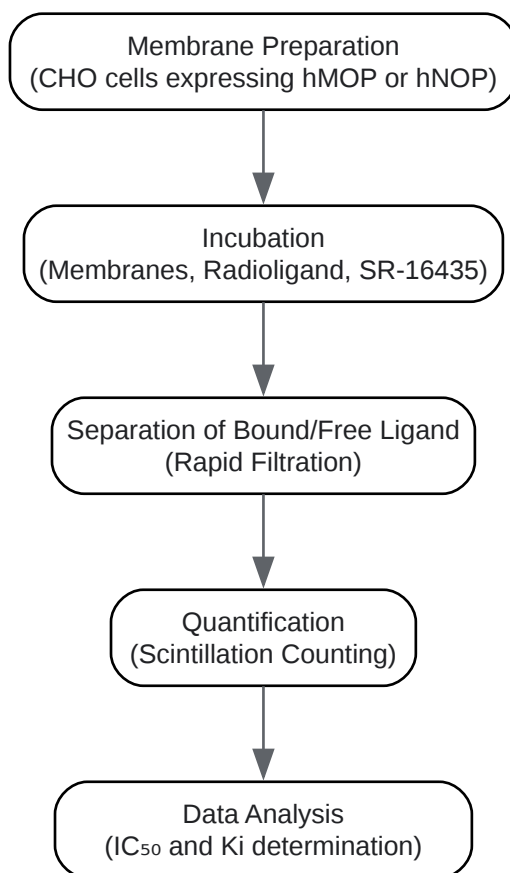 Membrane Preparation
(CHO cells expressing hMOP or hNOP)
Incubation
(Membranes, Radioligand, SR-16435)
Separation of Bound/Free Ligand
(Rapid Filtration)
Quantification
(Scintillation Counting)
Data Analysis
(IC₅₀ and Ki determination)